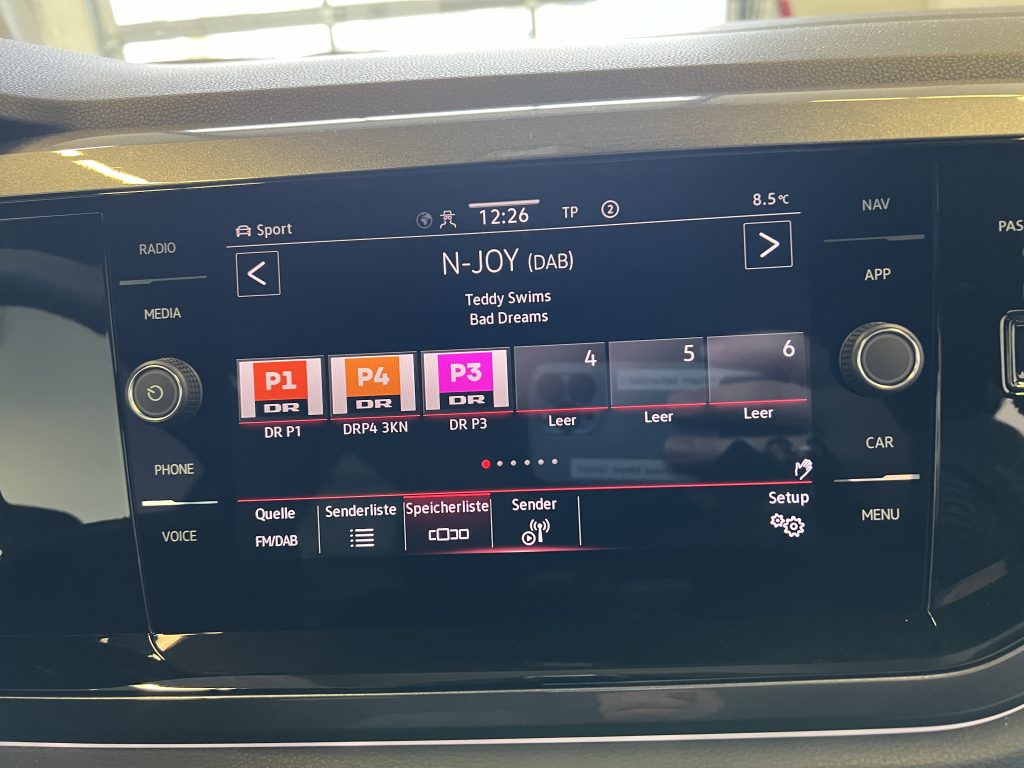 RADIO
MEDIA
PHONE
VOICE
Sport
12:26
TP
2
8.5°C
<
N-JOY (DAB)
>
Teddy Swims
Bad Dreams
P1
DR
DR P1
P4
DR
DRP4 3KN
P3
DR
DR P3
4
Leer
5
Leer
6
Leer
Quelle
FM/DAB
Senderliste
Speicherliste
Sender
Setup
NAV
APP
CAR
MENU
PAS